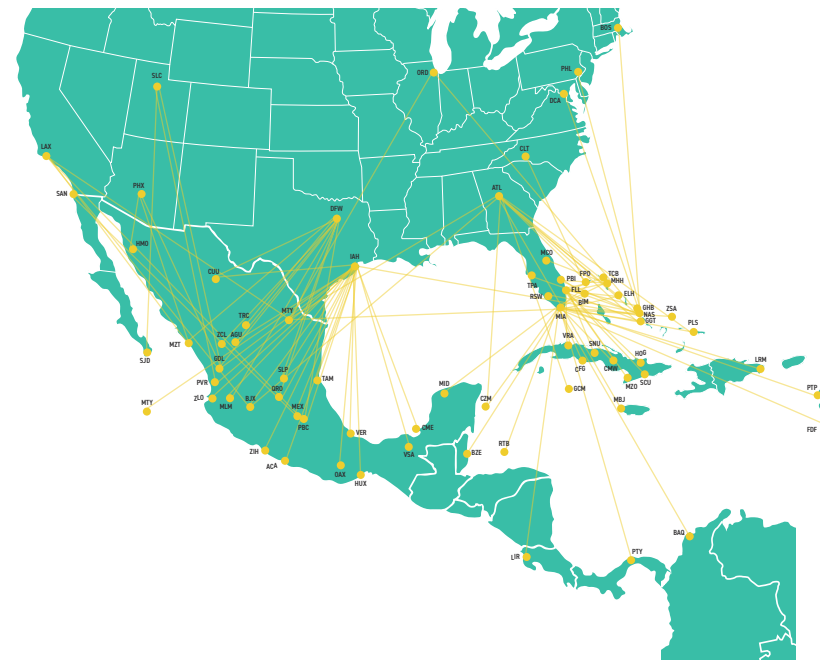 BOS
ORD
PHL
SLC
DCA
LAX
CLT
SAN
PHX
ATL
DFW
HMO
MCO
IAH
CUU
TPA
PBI
FPO
TCB
MHH
RSW
FLL
BIM
ELH
MIA
GHB
NAS
GGT
ZSA
PLS
TRC
MTY
MZT
ZCL
AGU
SJD
GDL
VRA
SNU
CFG
CMW
HOG
MZO
SCU
LRM
PVR
SLP
TAM
MID
CZM
GCM
MBJ
PTP
FDF
MTY
ZLO
MLM
BJX
QRO
MEX
PBC
VER
CME
ZIH
ACA
OAX
HUX
VSA
BZE
RTB
LIR
PTY
BAQ